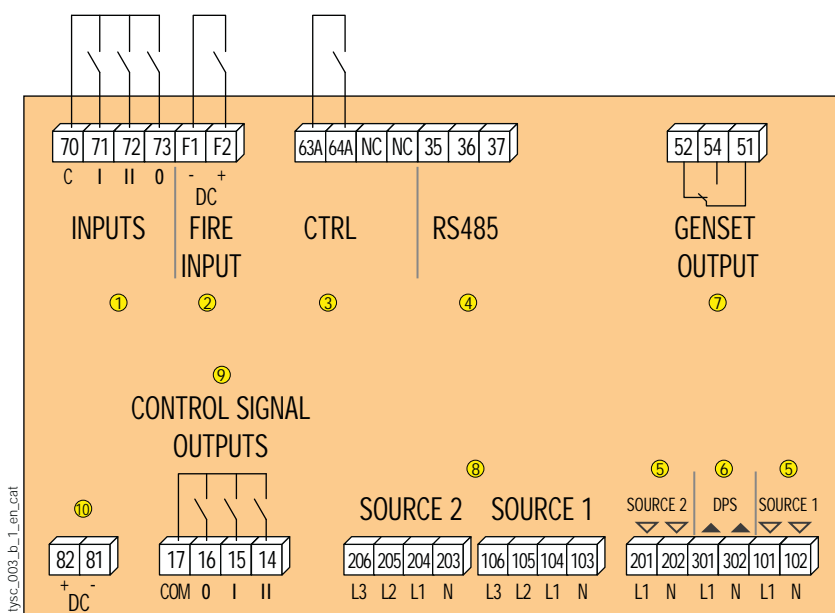 70 71 72 73 F1 F2
C I II 0 - +
DC
INPUTS
FIRE
INPUT
63A 64A NC NC 35 36 37
CTRL
RS485
52 54 51
GENSET
OUTPUT
1
2
3
4
7
9
CONTROL SIGNAL
OUTPUTS
10
82 81
+ -
DC
17 16 15 14
COM 0 I II
8
SOURCE 2
SOURCE 1
206 205 204 203
L3 L2 L1 N
106 105 104 103
L3 L2 L1 N
5 6 5
SOURCE 2 DPS SOURCE 1
201 202 301 302 101 102
L1 N L1 N L1 N
tysc_003_b_1_en_cat